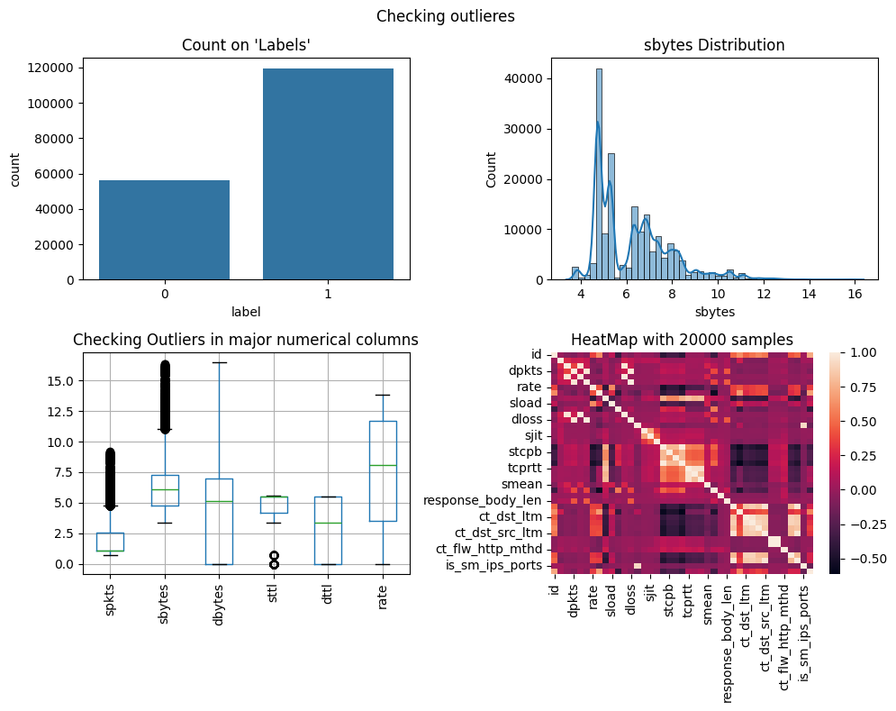 Checking outlieres
Count on 'Labels'
120000
100000
80000
60000
40000
20000
0
count
0
1
label
sbytes Distribution
40000
30000
20000
10000
0
Count
4
6
8
10
12
14
16
sbytes
Checking Outliers in major numerical columns
15.0
12.5
10.0
7.5
5.0
2.5
0.0
spkts
sbytes
dbytes
sttl
dttl
rate
HeatMap with 20000 samples
id
dpkts
rate
sload
dloss
sjit
stcpb
tcprtt
smean
response_body_len
ct_dst_ltm
ct_dst_src_ltm
ct_flw_http_mthd
is_sm_ips_ports
id
dpkts
rate
sload
dloss
sjit
stcpb
tcprtt
smean
response_body_len
ct_dst_ltm
ct_dst_src_ltm
ct_flw_http_mthd
is_sm_ips_ports
1.00
0.75
0.50
0.25
0.00
−0.25
−0.50